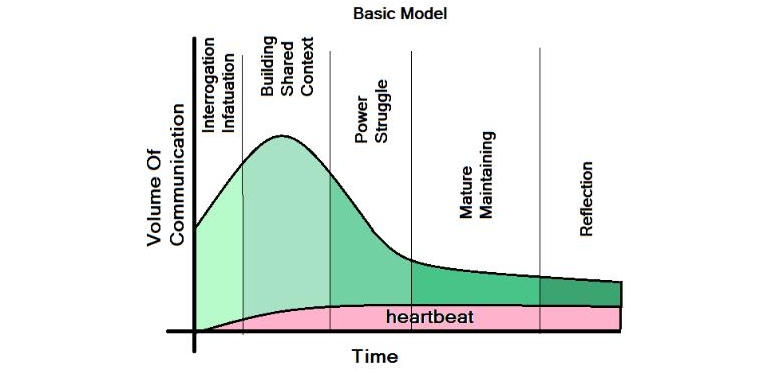 Basic Model
Volume Of
Communication
Interrogation
Infatuation
Building
Shared
Context
Power
Struggle
Mature
Maintaining
Reflection
heartbeat
Time